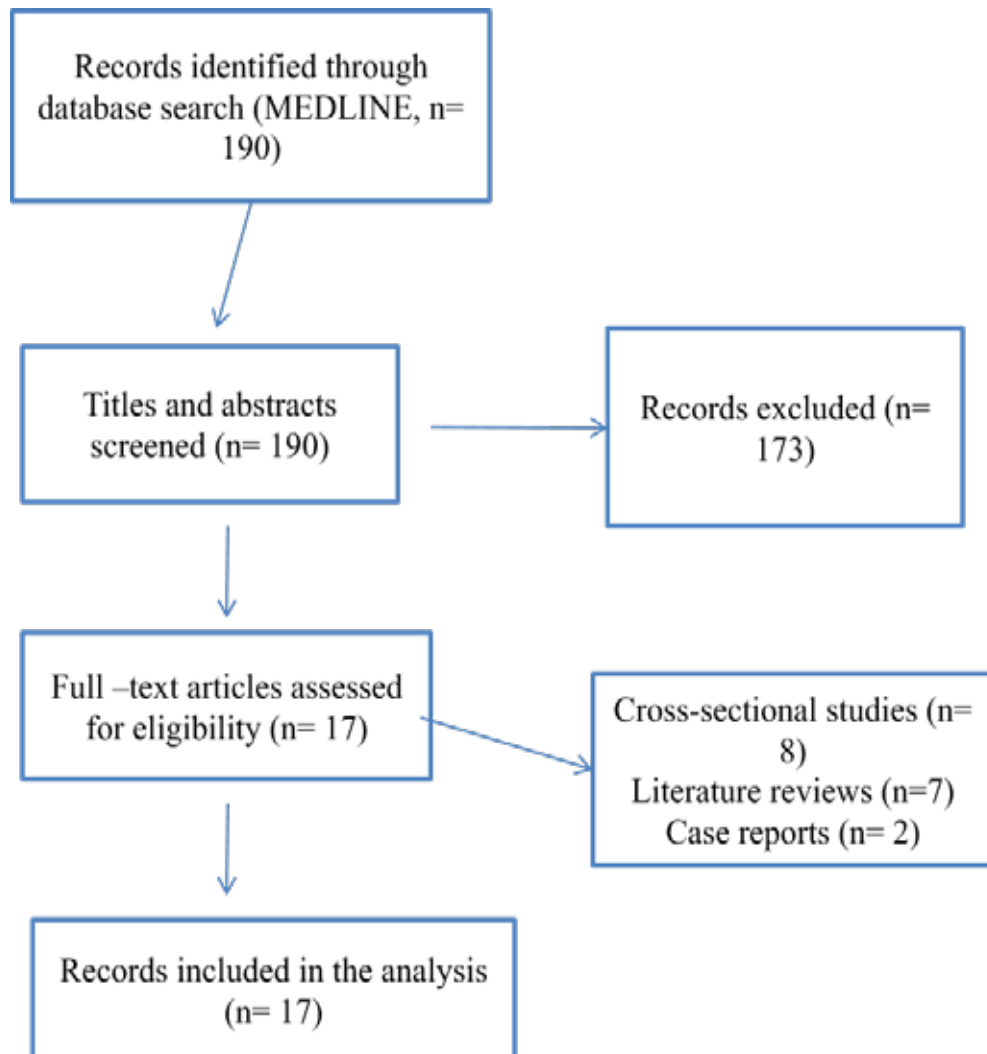 Records identified through
database search (MEDLINE, n=
190)
Titles and abstracts
screened (n= 190)
Records excluded (n=
173)
Full –text articles assessed
for eligibility (n= 17)
Cross-sectional studies (n=
8)
Literature reviews (n=7)
Case reports (n= 2)
Records included in the analysis
(n= 17)